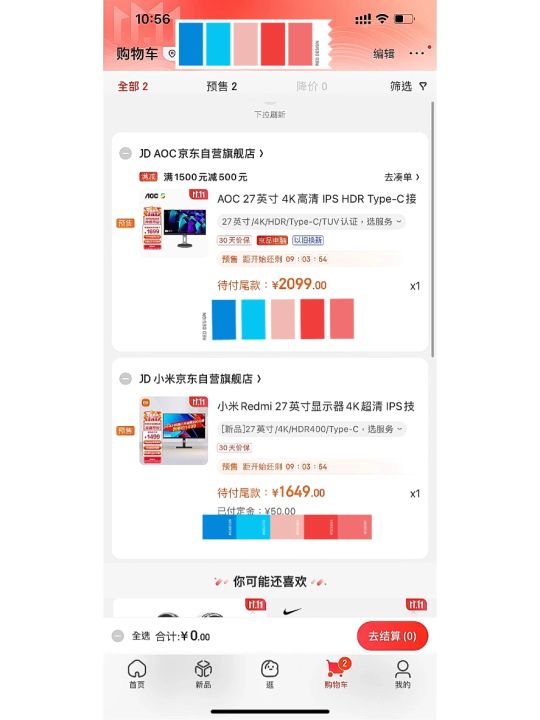 10:56
购物车
编辑
全部 2
预售 2
降价 0
筛选
下拉刷新
JD AOC京东自营旗舰店
满减 满1500元减500元
去凑单
11.11
AOC
1699
AOC 27英寸 4K高清 IPS HDR Type-C接
27英寸/4K/HDR/Type-C/TUV认证,选服务
预售
30天价保 京品电脑 以旧换新
预售 距开始还剩 09:03:54
待付尾款:¥2099.00
x1
JD 小米京东自营旗舰店
11.11
1499
小米Redmi 27英寸显示器4K超清 IPS技
[新品]27英寸/4K/HDR400/Type-C,选服务
预售
30天价保
预售 距开始还剩 09:03:54
待付尾款:¥1649.00
x1
已付定金:¥50.00
你可能还喜欢
11.11
11.11
全选 合计:¥0.00
去结算(0)
首页
新品
逛
2
购物车
我的